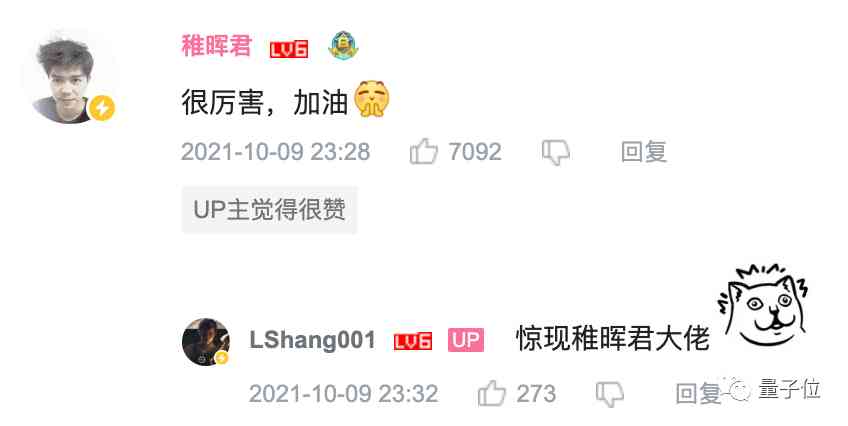 稚晖君 LV6
很厉害，加油
2021-10-09 23:28 7092 回复
UP主觉得很赞
LShang001 LV6 UP 惊现稚晖君大佬
2021-10-09 23:32 273 回复 量子位